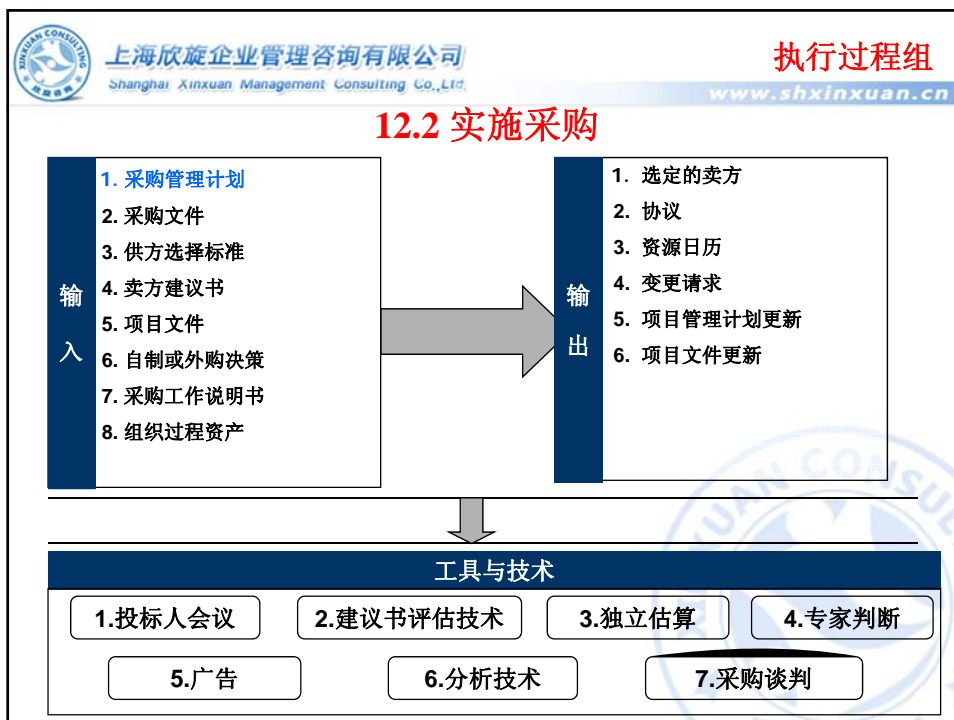 XINXUAN CONSULTING
欣旋咨询
上海欣旋企业管理咨询有限公司
Shanghai Xinxuan Management Consulting Co.,Ltd.
执行过程组
www.shxinxuan.cn
12.2 实施采购
输入
1. 采购管理计划
2. 采购文件
3. 供方选择标准
4. 卖方建议书
5. 项目文件
6. 自制或外购决策
7. 采购工作说明书
8. 组织过程资产
输出
1. 选定的卖方
2. 协议
3. 资源日历
4. 变更请求
5. 项目管理计划更新
6. 项目文件更新
工具与技术
1.投标人会议
2.建议书评估技术
3.独立估算
4.专家判断
5.广告
6.分析技术
7.采购谈判